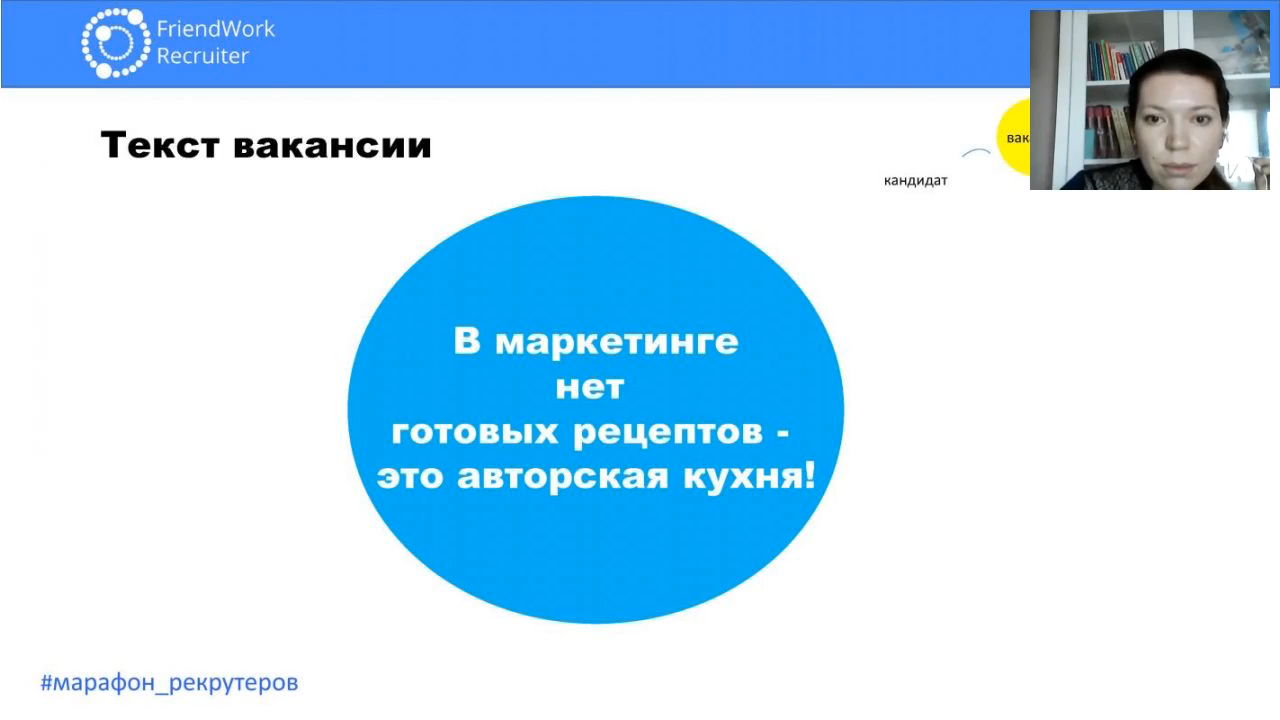 FriendWork
Recruiter
Текст вакансии
кандидат
В маркетинге
нет
готовых рецептов -
это авторская кухня!
#марафон_рекрутеров